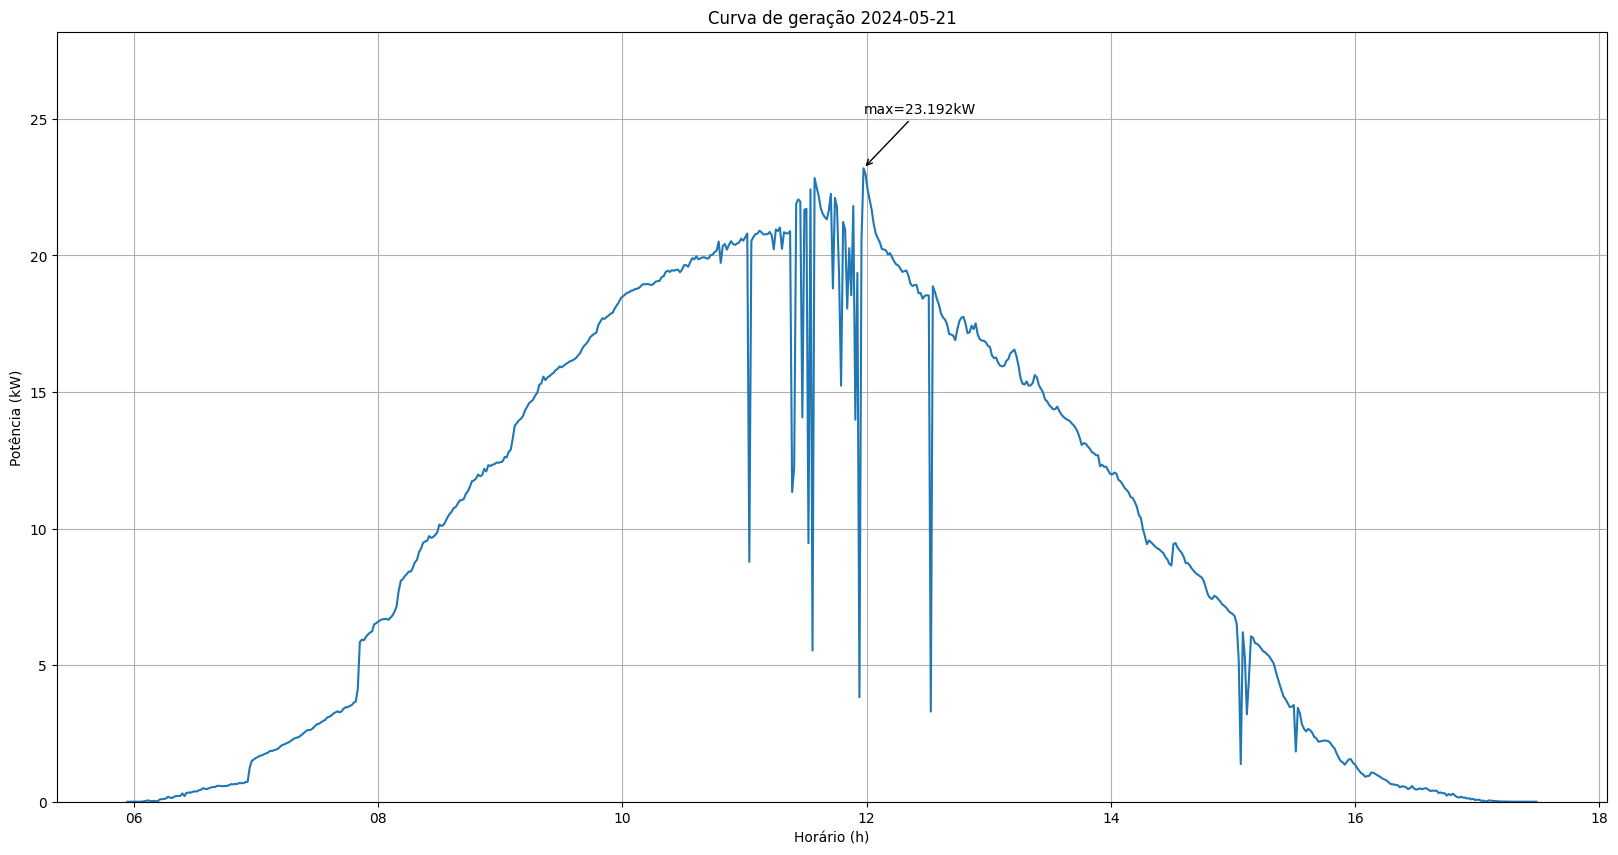 Curva de geração 2024-05-21
max=23.192kW
Potência (kW)
25
20
15
10
5
0
06 08 10 12 14 16 18
Horário (h)